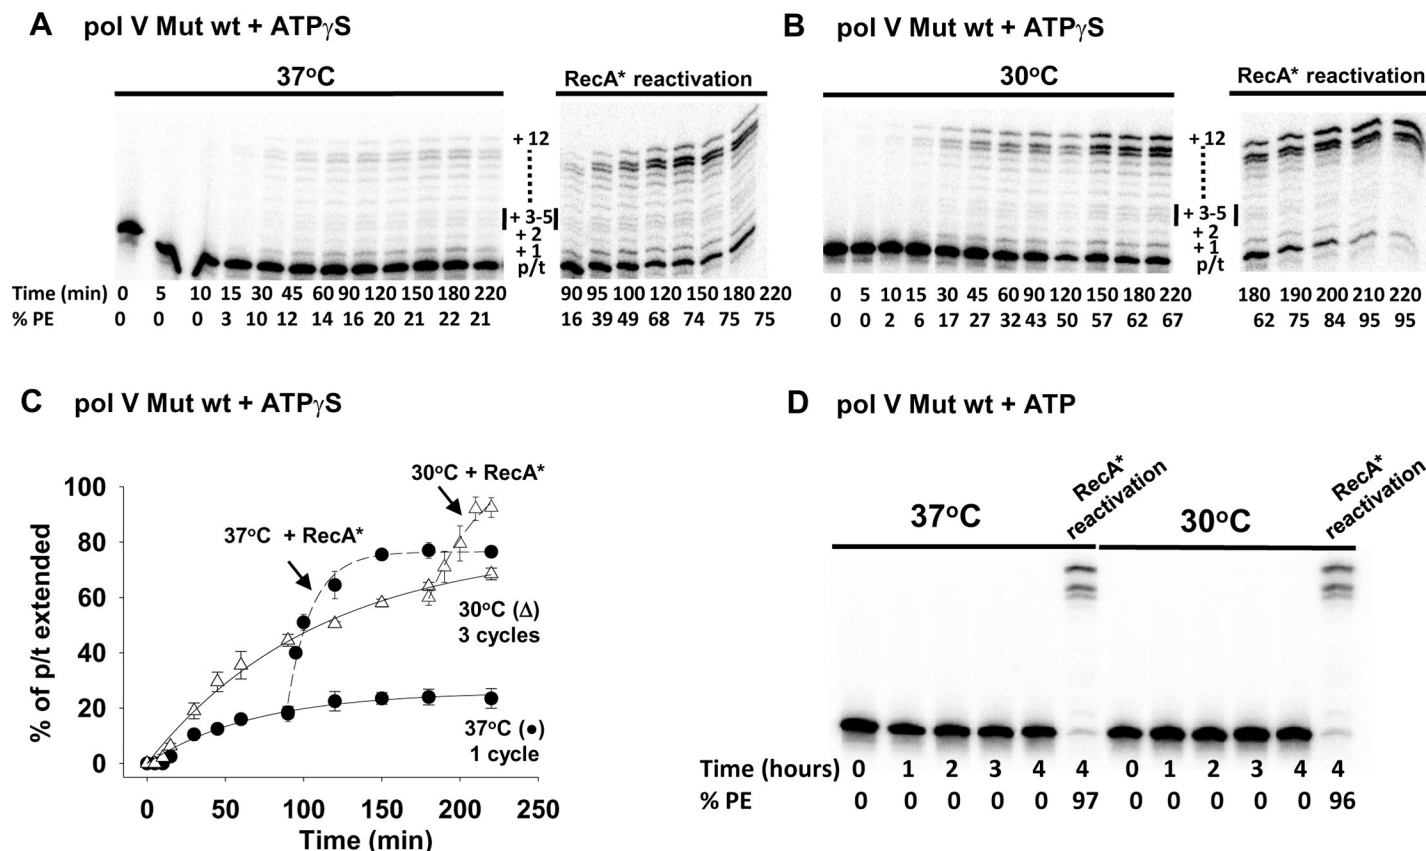 A pol V Mut wt + ATPγS
37°C
RecA* reactivation
+ 12
+ 3-5
+ 2
+ 1
p/t
Time (min) 0 5 10 15 30 45 60 90 120 150 180 220
% PE 0 0 0 3 10 12 14 16 20 21 22 21
90 95 100 120 150 180 220
16 39 49 68 74 75 75
B pol V Mut wt + ATPγS
30°C
RecA* reactivation
+ 12
+ 3-5
+ 2
+ 1
p/t
0 5 10 15 30 45 60 90 120 150 180 220
0 0 2 6 17 27 32 43 50 57 62 67
180 190 200 210 220
62 75 84 95 95
C pol V Mut wt + ATPγS
% of p/t extended
100
80
60
40
20
0
30°C + RecA*
37°C + RecA*
30°C (Δ)
3 cycles
37°C (●)
1 cycle
0 50 100 150 200 250
Time (min)
D pol V Mut wt + ATP
37°C
RecA*
reactivation
30°C
RecA*
reactivation
Time (hours) 0 1 2 3 4 4 0 1 2 3 4 4
% PE 0 0 0 0 0 97 0 0 0 0 0 96